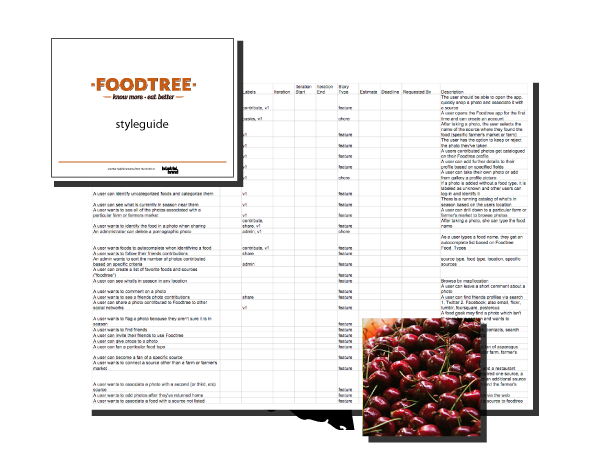 FOODTREE
know more · eat better
styleguide
Iteration Iteration Story
Labels Iteration Start End Type Estimate Deadline Requested By Description
The user should be able to open the app,
quickly snap a photo and associate it with
contribute, v1 feature a source
A user opens the Foodtree app for the first
v1 chore time and can create an account
After taking a photo, the user selects the
name of the source where they found the
v1 feature food (specific farmer's market or farm)
The user has the option to keep or reject
v1 feature the photo they've taken
A users contributed photos get catalogued
v1 feature on their Foodtree profile
A user can add further details to their
v1 feature profile based on specified fields
A user can take their own photo or add
v1 chore from gallery a picture
If a photo is added without a food type, it is
labeled as unknown and other users can
A user can identify uncategorized foods and categorize them v1 feature log in and identify it
There is a running catalog of what's in
A user can see what's currently in season near them v1 feature season based on the users location
A user wants to see all of the photos associated with a A user can drill down to a particular farm or
particular farm or farmers market v1 feature farmer's market to browse photos
contribute, After taking a photo, she can type the food
A user wants to identify the food in a photo when sharing share, v1 feature name
An administrator can delete a pornographic photo admin, v1 chore
As a user types a food name, they get an
autocomplete list based on Foodtree
A user wants foods to autocomplete when identifying a food contribute, v1 feature Food Types
A user wants to follow their friends contributions share feature
An admin wants to sort the number of photos contributed source type, food type, location, specific
based on specific criteria admin feature sources
A user can create a list of favorite foods and sources
("foodtree") feature
A user can see what's in season in any location feature Browse by map/location
A user can leave a short comment about a
A user wants to comment on a photo feature photo
A user wants to see a friends photo contributions share feature A user can find friends profiles via search
A user can share a photo contributed to Foodtree to other 1. Twitter 2. Facebook, also email, flickr,
social networks v1 feature tumblr, foursquare, posterous
A food geek may find a photo which isn't
A user wants to flag a photo because they aren't sure it is in
season feature
A user wants to find friends feature
A user can invite their friends to use Foodtree feature
A user can give props to a photo feature
A user can fan a particular food type feature
A user can become a fan of a specific source feature
A user wants to connect a source other than a farm or farmer's
market feature
A user wants to associate a photo with a second (or third, etc)
source feature
A user wants to add photos after they've returned home feature
A user wants to associate a food with a source not listed feature